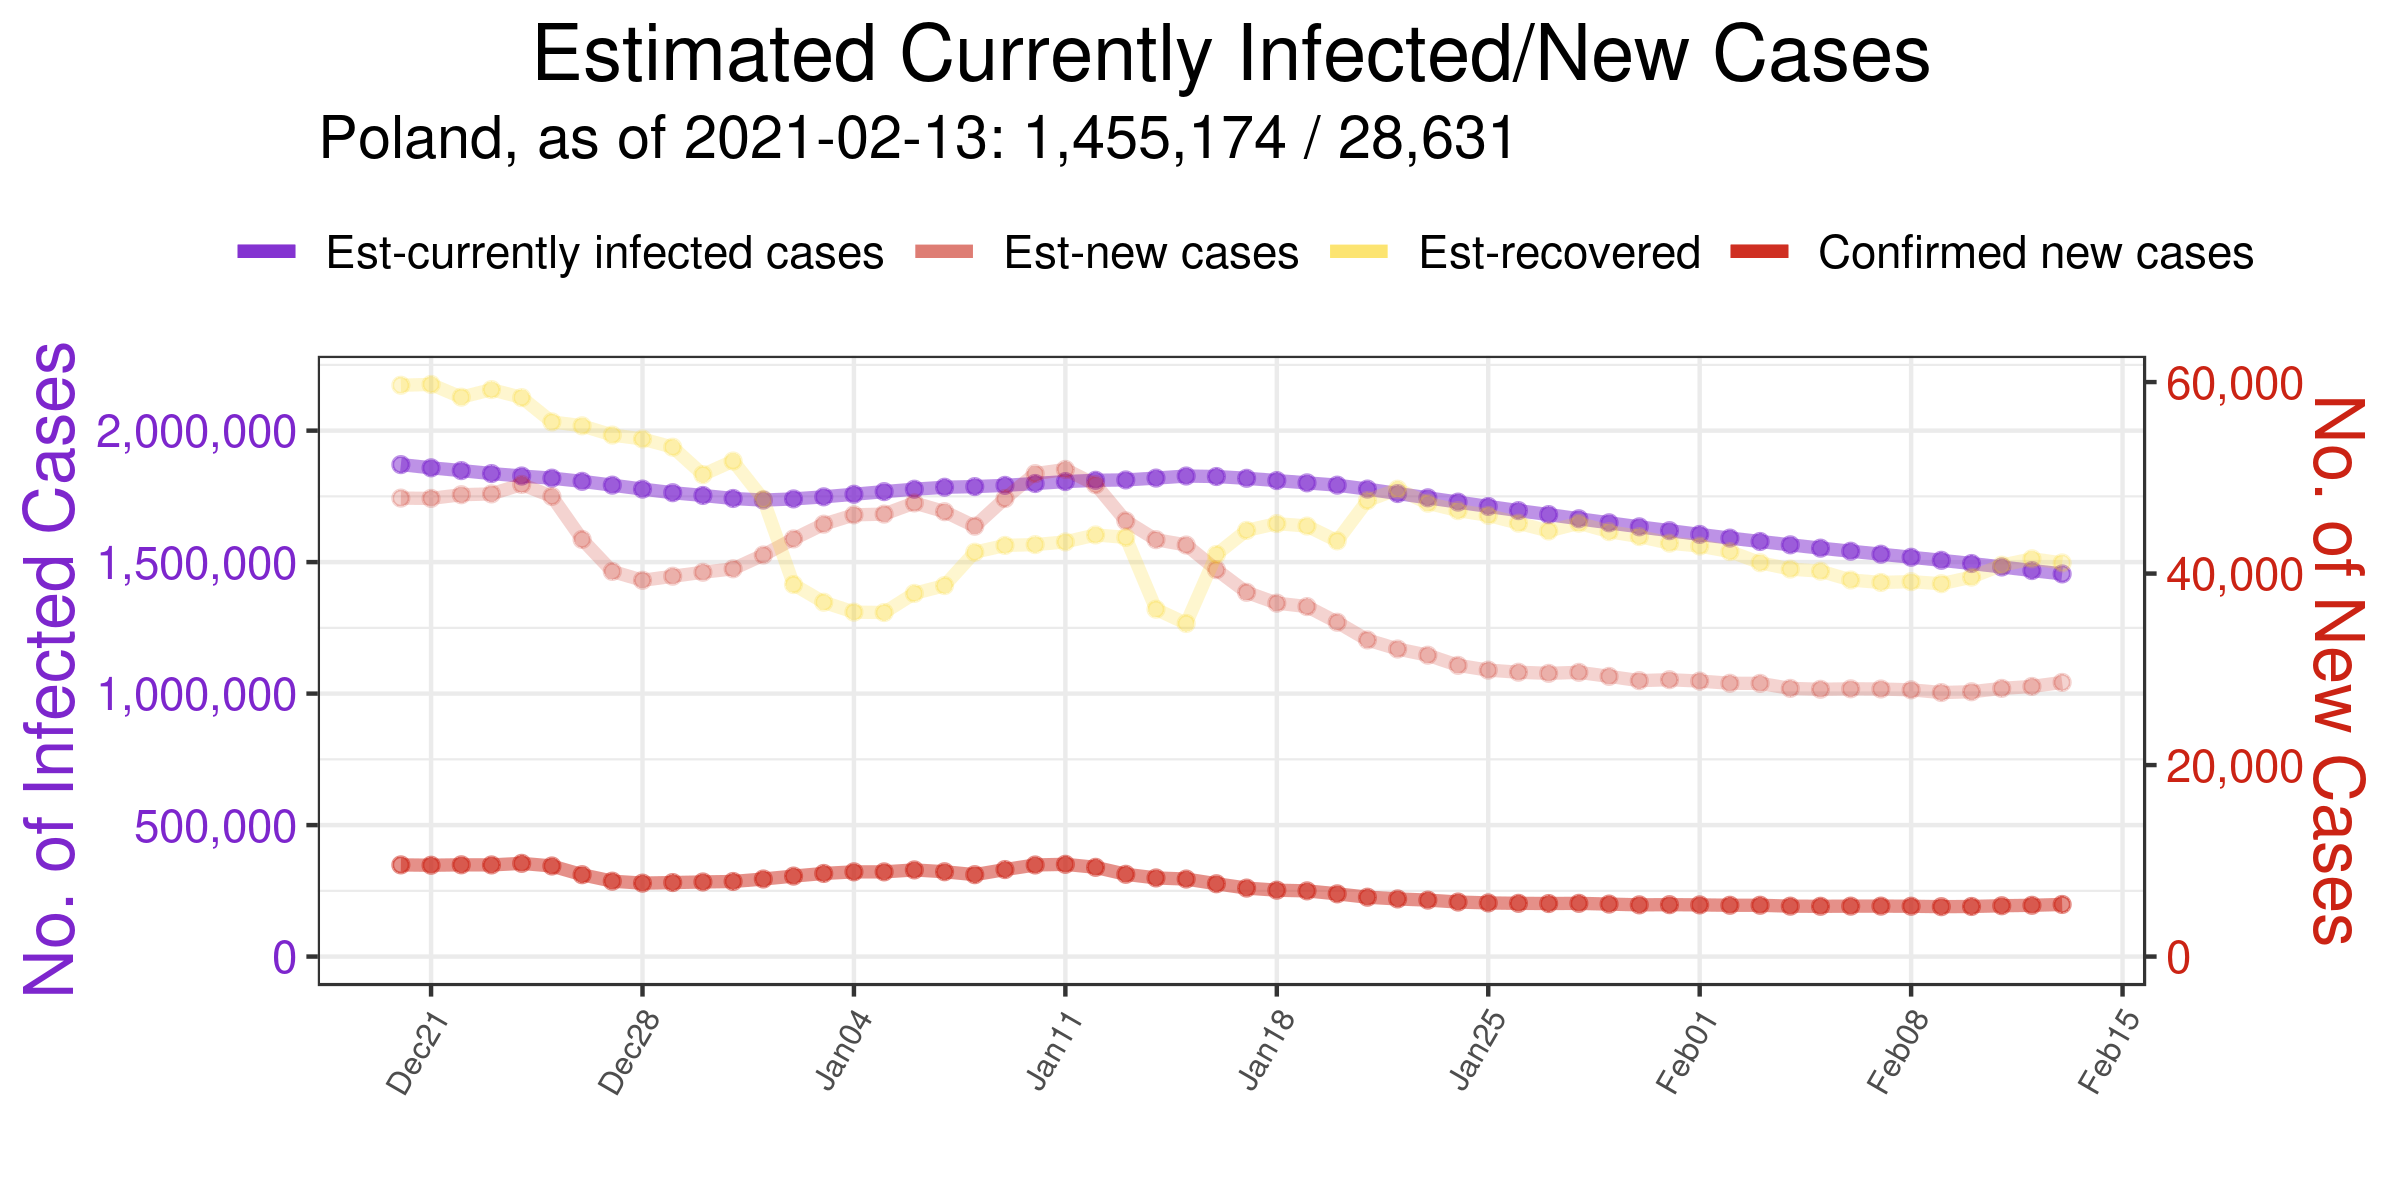 Estimated Currently Infected/New Cases
Poland, as of 2021-02-13: 1,455,174 / 28,631
Est-currently infected cases Est-new cases Est-recovered Confirmed new cases
No. of Infected Cases
2,000,000
1,500,000
1,000,000
500,000
0
60,000
40,000
20,000
0
No. of New Cases
Dec21 Dec28 Jan04 Jan11 Jan18 Jan25 Feb01 Feb08 Feb15